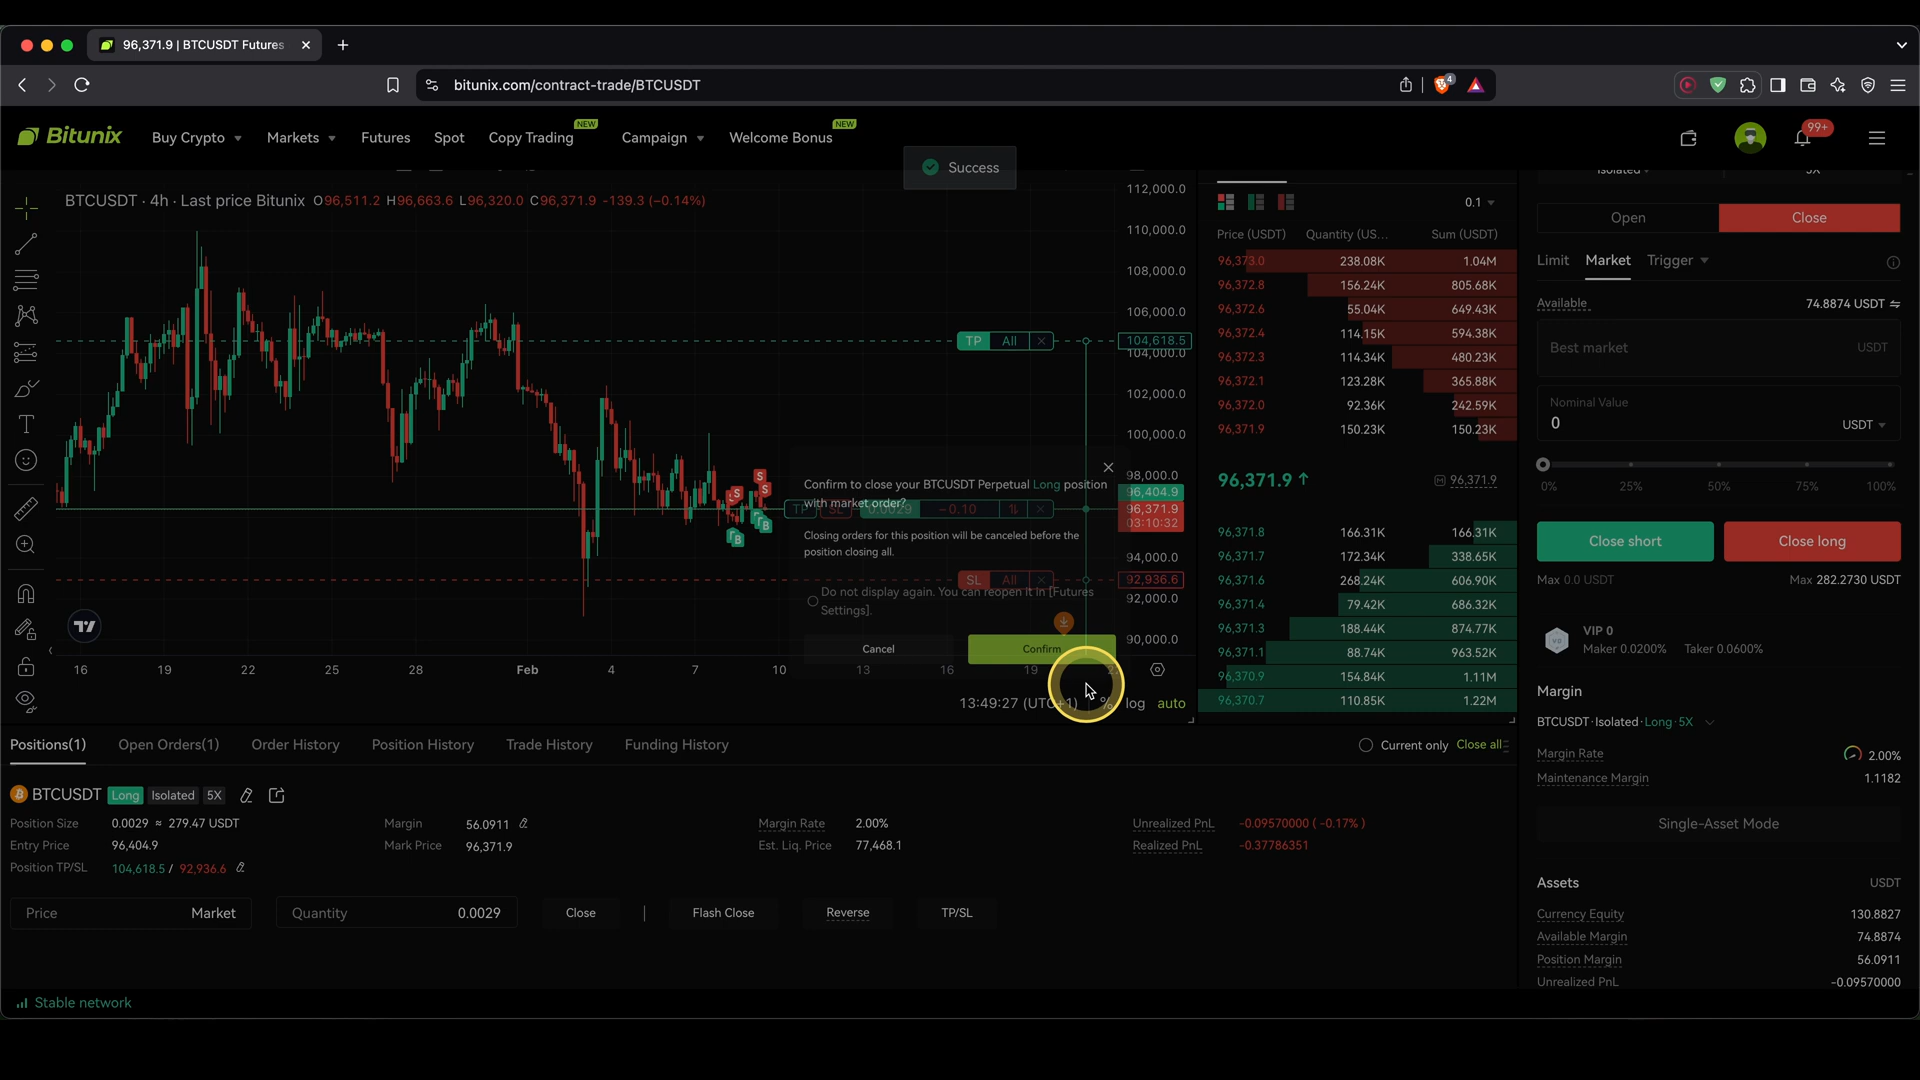 96,371.9 | BTCUSDT Futures
bitunix.com/contract-trade/BTCUSDT
4
Bitunix
Buy Crypto
Markets
Futures
Spot
Copy Trading
NEW
Campaign
Welcome Bonus
NEW
99+
Success
BTCUSDT · 4h · Last price Bitunix O96,511.2 H96,663.6 L96,320.0 C96,371.9 -139.3 (−0.14%)
112,000.0
110,000.0
108,000.0
106,000.0
104,618.5
104,000.0
102,000.0
100,000.0
98,000.0
96,404.9
96,371.9
03:10:32
94,000.0
92,936.6
92,000.0
90,000.0
TP All
S
S
S
S
B
B
TP SL 0.0029 −0.10
SL All
Confirm to close your BTCUSDT Perpetual Long position
with market order?
Closing orders for this position will be canceled before the
position closing all.
Do not display again. You can reopen it in [Futures
Settings].
Cancel
Confirm
16 19 22 25 28 Feb 4 7 10 13 16 19
13:49:27 (UTC+1) % log auto
0.1
Price (USDT) Quantity (US... Sum (USDT)
96,373.0 238.08K 1.04M
96,372.8 156.24K 805.68K
96,372.6 55.04K 649.43K
96,372.4 114.15K 594.38K
96,372.3 114.34K 480.23K
96,372.1 123.28K 365.88K
96,372.0 92.36K 242.59K
96,371.9 150.23K 150.23K
96,371.9 96,371.9
96,371.8 166.31K 166.31K
96,371.7 172.34K 338.65K
96,371.6 268.24K 606.90K
96,371.4 79.42K 686.32K
96,371.3 188.44K 874.77K
96,371.1 88.74K 963.52K
96,370.9 154.84K 1.11M
96,370.7 110.85K 1.22M
Isolated 5X
Open Close
Limit Market Trigger
Available 74.8874 USDT
Best market USDT
Nominal Value
0 USDT
0% 25% 50% 75% 100%
Close short Close long
Max 0.0 USDT Max 282.2730 USDT
VIP 0
Maker 0.0200% Taker 0.0600%
Margin
BTCUSDT·Isolated·Long·5X
Margin Rate 2.00%
Maintenance Margin 1.1182
Single-Asset Mode
Assets USDT
Currency Equity 130.8827
Available Margin 74.8874
Position Margin 56.0911
Unrealized PnL -0.09570000
Positions(1) Open Orders(1) Order History Position History Trade History Funding History
Current only Close all
BTCUSDT Long Isolated 5X
Position Size 0.0029 ≈ 279.47 USDT
Entry Price 96,404.9
Position TP/SL 104,618.5 / 92,936.6
Margin 56.0911
Mark Price 96,371.9
Margin Rate 2.00%
Est. Liq. Price 77,468.1
Unrealized PnL -0.09570000 ( -0.17% )
Realized PnL -0.37786351
Price Market
Quantity 0.0029
Close | Flash Close Reverse TP/SL
Stable network